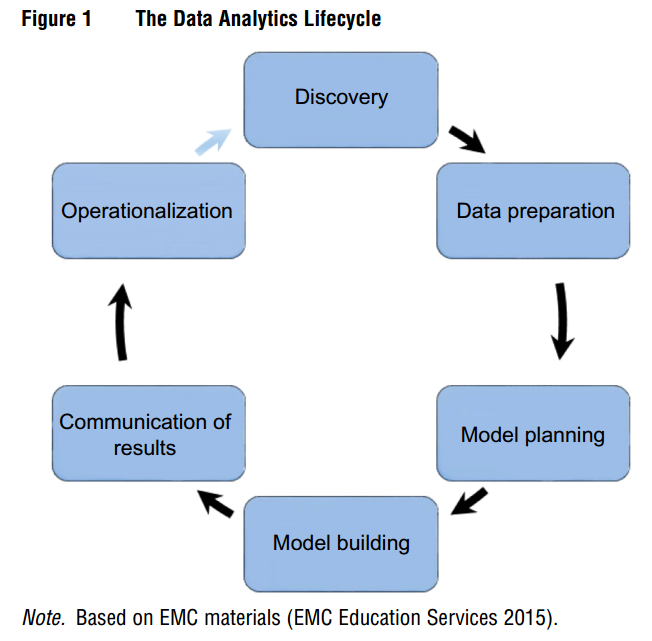 Figure 1 The Data Analytics Lifecycle
Discovery
Data preparation
Model planning
Model building
Communication of
results
Operationalization
Note. Based on EMC materials (EMC Education Services 2015).